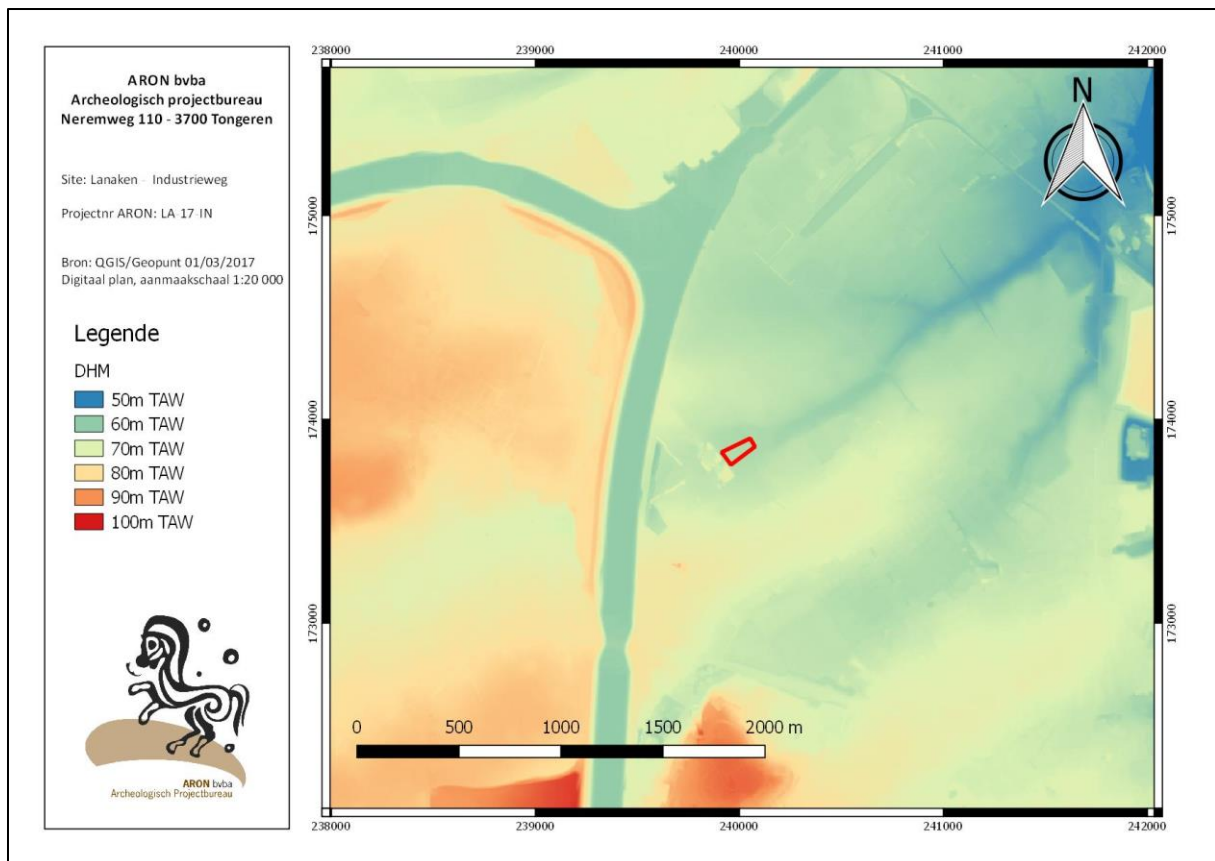 ARON bvba
Archeologisch projectbureau
Neremweg 110 - 3700 Tongeren
Site: Lanaken - Industrieweg
Projectnr ARON: LA-17-IN
Bron: QGIS/Geopunt 01/03/2017
Digitaal plan, aanmaakschaal 1:20 000
Legende
DHM
50m TAW
60m TAW
70m TAW
80m TAW
90m TAW
100m TAW
ARON bvba
Archeologisch Projectbureau
238000 239000 240000 241000 242000
N
175000 175000
174000 174000
173000 173000
0 500 1000 1500 2000 m
238000 239000 240000 241000 242000